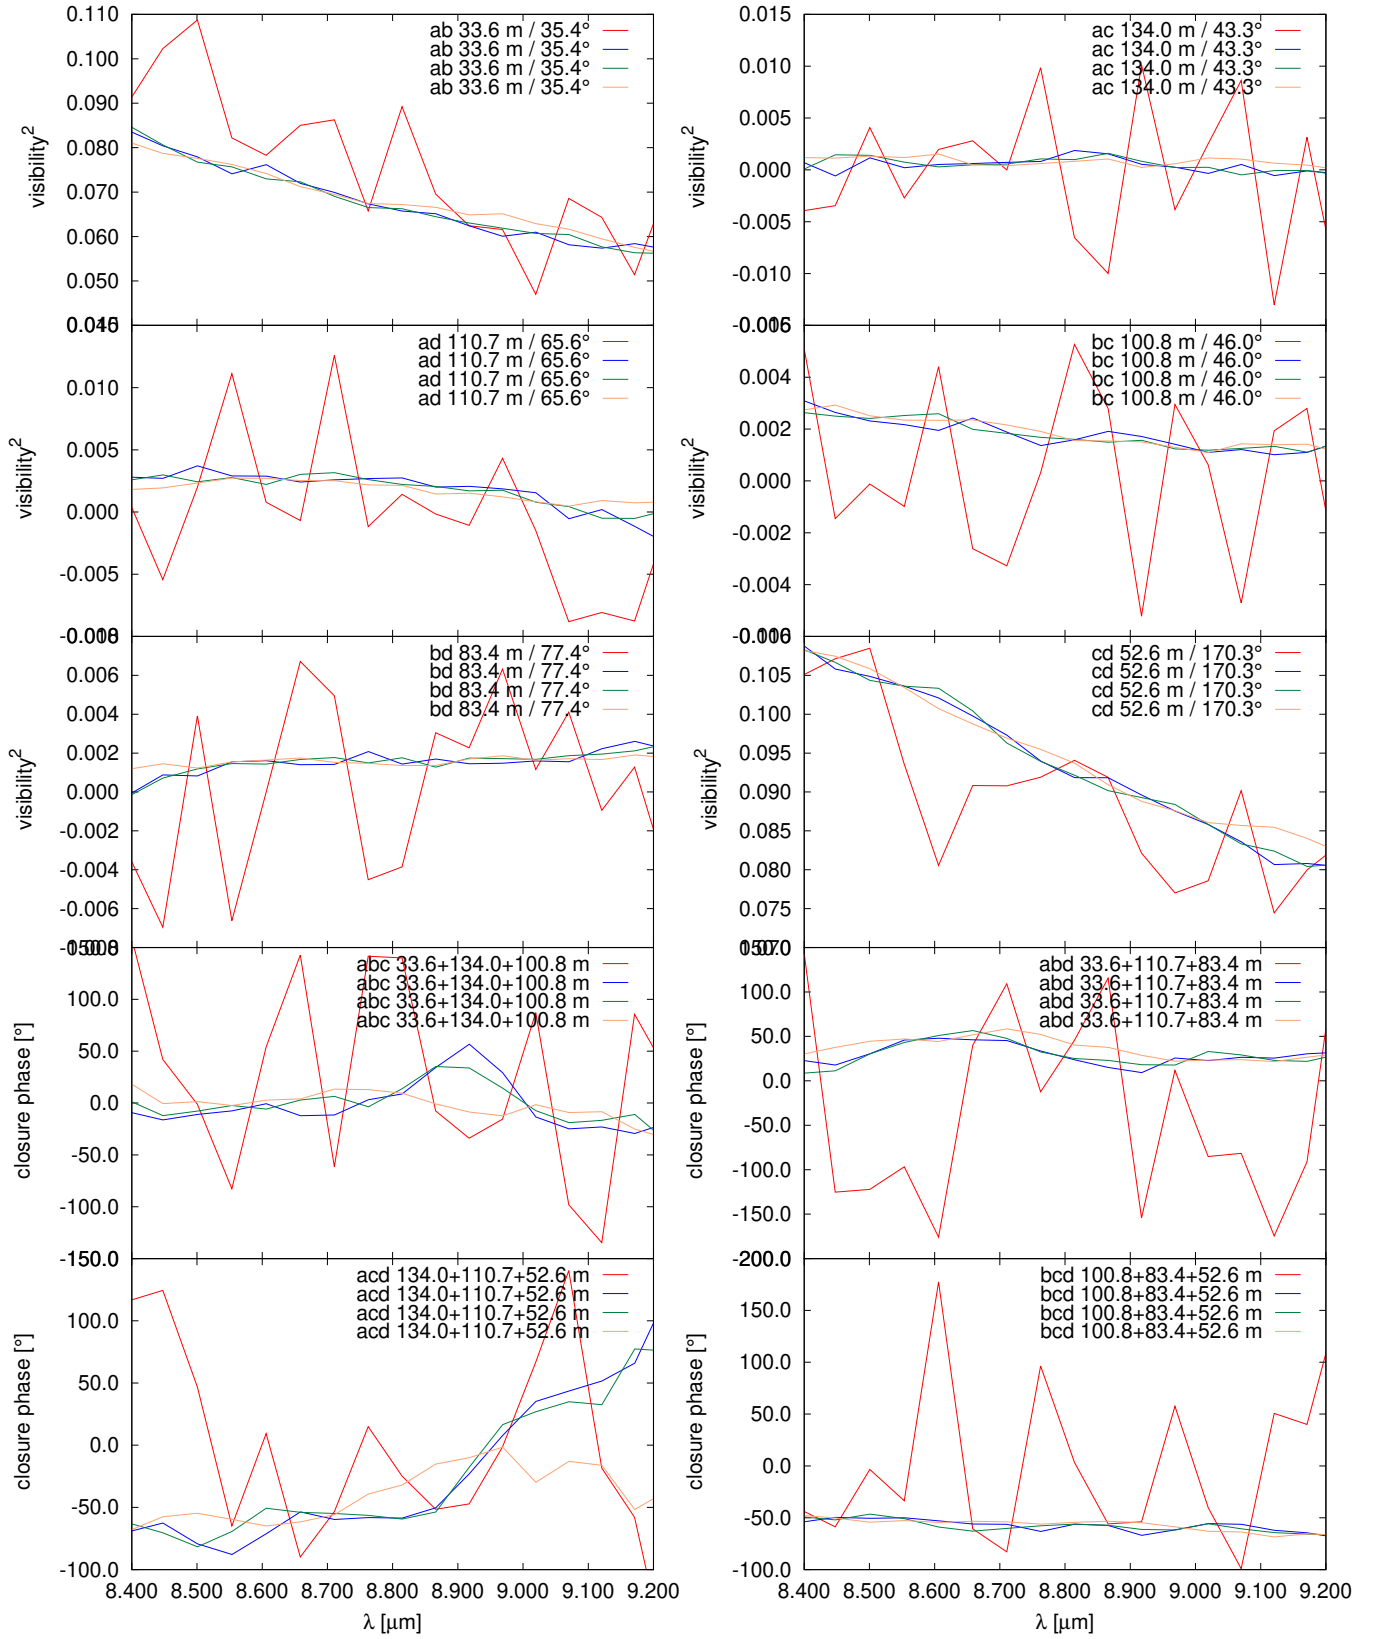 0.110
0.100
0.090
0.080
0.070
0.060
0.050
visibility²
ab 33.6 m / 35.4°
ab 33.6 m / 35.4°
ab 33.6 m / 35.4°
ab 33.6 m / 35.4°
0.015
0.010
0.005
0.000
-0.005
-0.010
visibility²
ac 134.0 m / 43.3°
ac 134.0 m / 43.3°
ac 134.0 m / 43.3°
ac 134.0 m / 43.3°
0.010
0.005
0.000
-0.005
visibility²
ad 110.7 m / 65.6°
ad 110.7 m / 65.6°
ad 110.7 m / 65.6°
ad 110.7 m / 65.6°
0.004
0.002
0.000
-0.002
-0.004
visibility²
bc 100.8 m / 46.0°
bc 100.8 m / 46.0°
bc 100.8 m / 46.0°
bc 100.8 m / 46.0°
0.006
0.004
0.002
0.000
-0.002
-0.004
-0.006
visibility²
bd 83.4 m / 77.4°
bd 83.4 m / 77.4°
bd 83.4 m / 77.4°
bd 83.4 m / 77.4°
0.105
0.100
0.095
0.090
0.085
0.080
0.075
visibility²
cd 52.6 m / 170.3°
cd 52.6 m / 170.3°
cd 52.6 m / 170.3°
cd 52.6 m / 170.3°
100.0
50.0
0.0
-50.0
-100.0
closure phase [°]
abc 33.6+134.0+100.8 m
abc 33.6+134.0+100.8 m
abc 33.6+134.0+100.8 m
abc 33.6+134.0+100.8 m
100.0
50.0
0.0
-50.0
-100.0
-150.0
-200.0
closure phase [°]
abd 33.6+110.7+83.4 m
abd 33.6+110.7+83.4 m
abd 33.6+110.7+83.4 m
abd 33.6+110.7+83.4 m
100.0
50.0
0.0
-50.0
-100.0
closure phase [°]
acd 134.0+110.7+52.6 m
acd 134.0+110.7+52.6 m
acd 134.0+110.7+52.6 m
acd 134.0+110.7+52.6 m
8.400 8.500 8.600 8.700 8.800 8.900 9.000 9.100 9.200
λ [μm]
150.0
100.0
50.0
0.0
-50.0
-100.0
closure phase [°]
bcd 100.8+83.4+52.6 m
bcd 100.8+83.4+52.6 m
bcd 100.8+83.4+52.6 m
bcd 100.8+83.4+52.6 m
8.400 8.500 8.600 8.700 8.800 8.900 9.000 9.100 9.200
λ [μm]